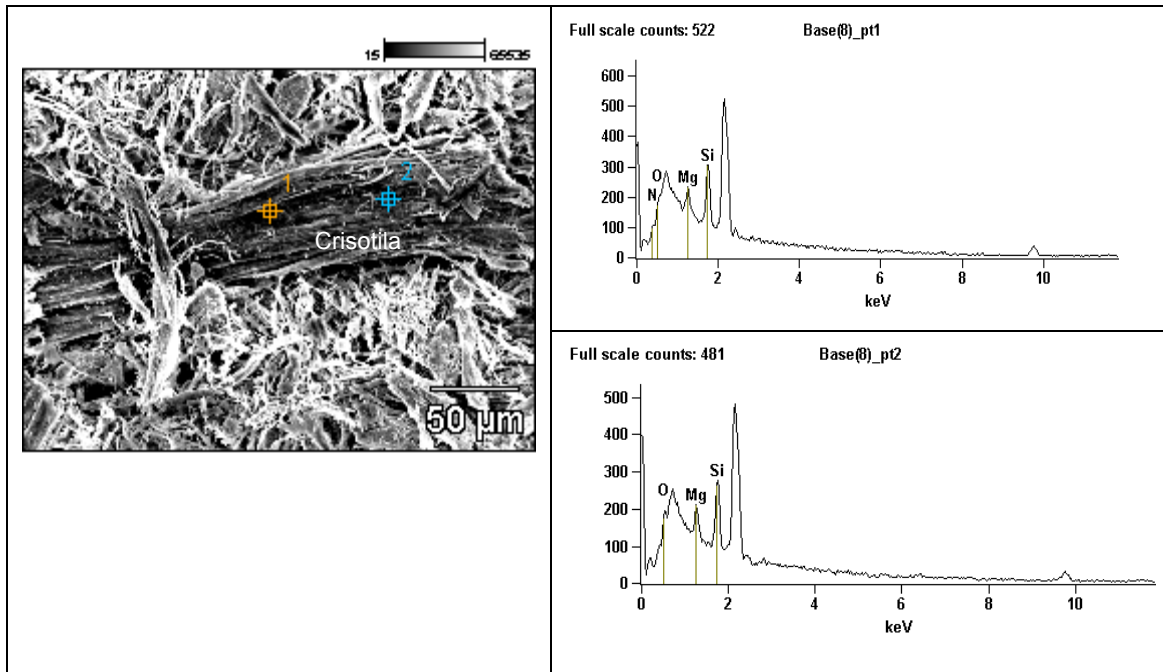 15 65535
1
2
Crisotila
50 µm
Full scale counts: 522 Base(8)_pt1
600
500
400
300
200
100
0
O
N
Mg
Si
0 2 4 6 8 10
keV
Full scale counts: 481 Base(8)_pt2
500
400
300
200
100
0
O
Mg
Si
0 2 4 6 8 10
keV